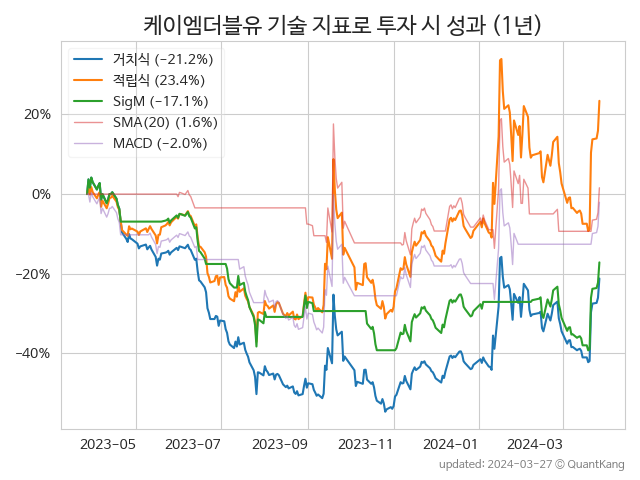 케이엠더블유 기술 지표로 투자 시 성과 (1년)
거치식 (−21.2%)
적립식 (23.4%)
SigM (−17.1%)
SMA(20) (1.6%)
MACD (−2.0%)
20%
0%
−20%
−40%
2023-05
2023-07
2023-09
2023-11
2024-01
2024-03
updated: 2024-03-27 © QuantKang